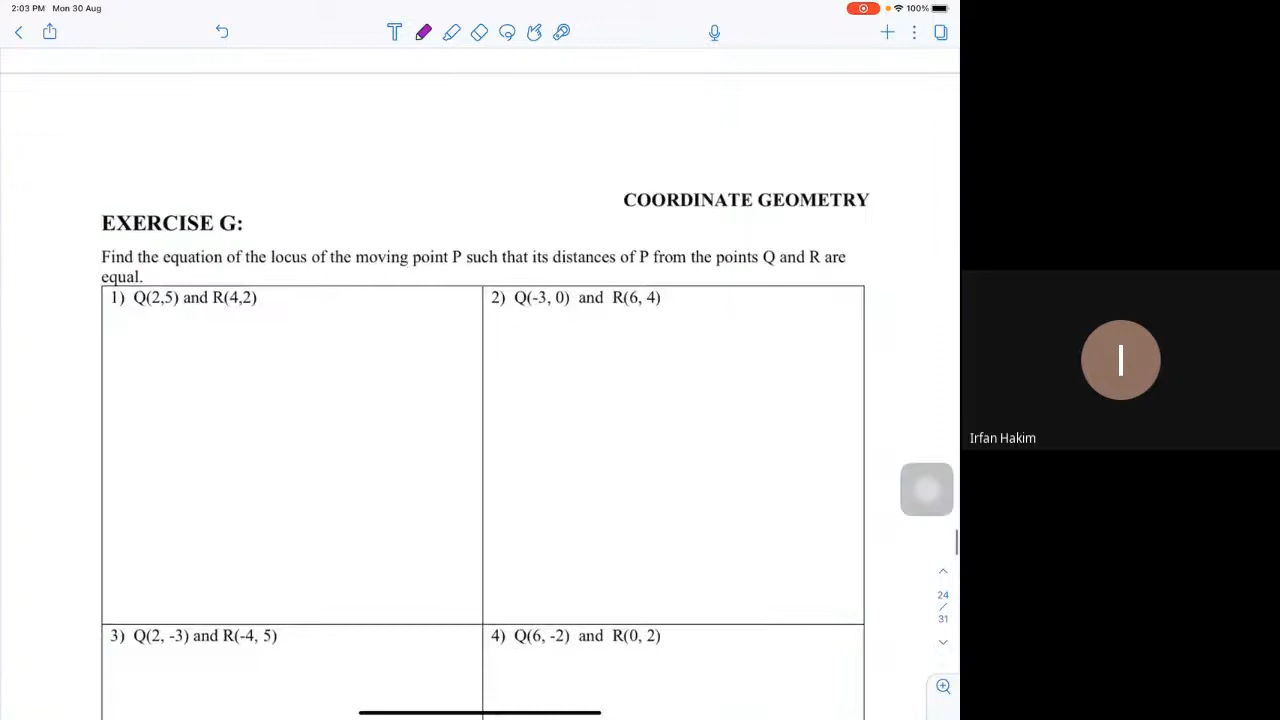 2:03 PM Mon 30 Aug
100%
T
COORDINATE GEOMETRY
EXERCISE G:
Find the equation of the locus of the moving point P such that its distances of P from the points Q and R are
equal.
1) Q(2,5) and R(4,2)
2) Q(-3, 0) and R(6, 4)
3) Q(2, -3) and R(-4, 5)
4) Q(6, -2) and R(0, 2)
24
/
31
I
Irfan Hakim